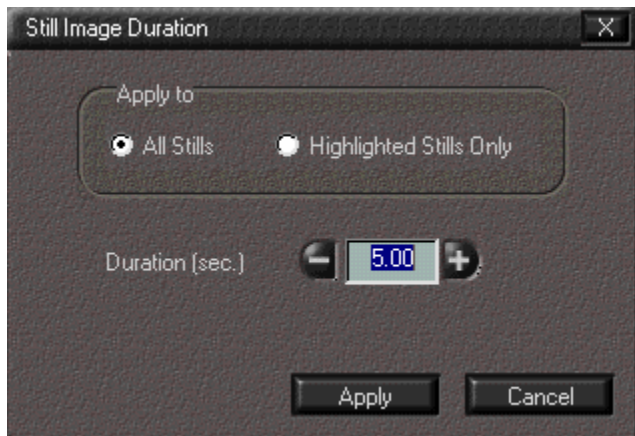 Still Image Duration X
Apply to
All Stills Highlighted Stills Only
Duration (sec.) - 5.00 +
Apply Cancel